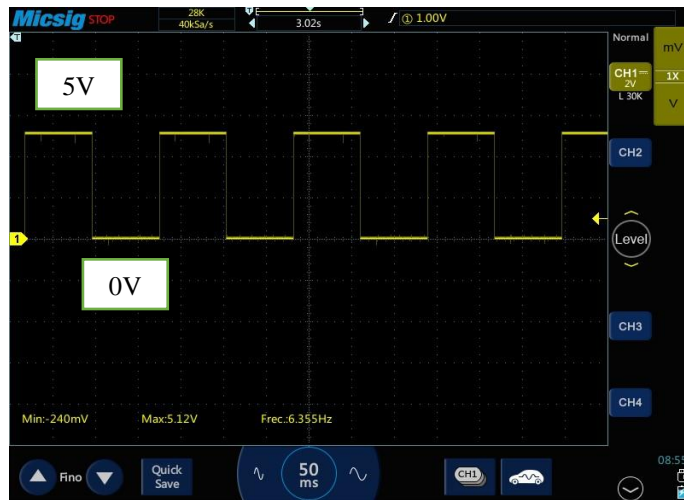 Micsig STOP
28K
40kSa/s
T
3.02s
1 1.00V
T
Normal
mV
CH1
2V
L 30K
1X
V
5V
CH2
1
Level
0V
CH3
CH4
Min:-240mV Max:5.12V Frec:6.355Hz
08:55
Fino
Quick
Save
50
ms
CH1